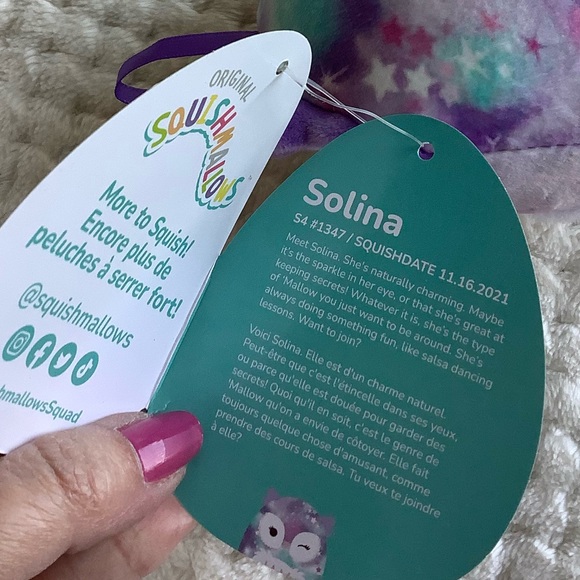 ORIGINAL
SQUISHMALLOWS
More to Squish!
Encore plus de
peluches à serrer fort!
@squishmallows
hmallowsSquad
Solina
S4 #1347 / SQUISHDATE 11.16.2021
Meet Solina. She's naturally charming. Maybe
it's the sparkle in her eye, or that she's great at
keeping secrets! Whatever it is, she's the type
of 'Mallow you just want to be around. She's
always doing something fun, like salsa dancing
lessons. Want to join?
Voici Solina. Elle est d'un charme naturel.
Peut-être que c'est l'étincelle dans ses yeux,
ou parce qu'elle est douée pour garder des
secrets! Quoi qu'il en soit, c'est le genre de
'Mallow qu'on a envie de côtoyer. Elle fait
toujours quelque chose d'amusant, comme
prendre des cours de salsa. Tu veux te joindre
à elle?